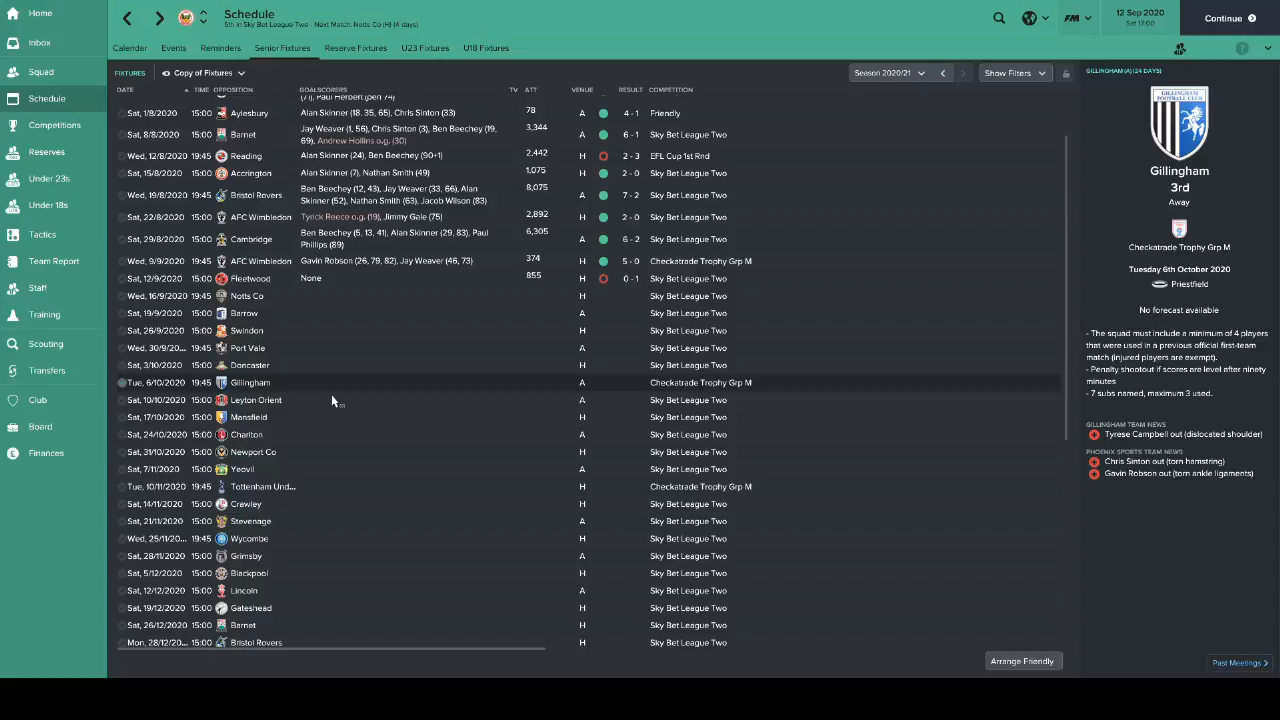 Home
Schedule
5th in Sky Bet League Two - Next Match: Notts Co (H) (4 days)
FM
12 Sep 2020
Sat 17:00
Continue
Inbox
Squad
Schedule
Competitions
Reserves
Under 23s
Under 18s
Tactics
Team Report
Staff
Training
Scouting
Transfers
Club
Board
Finances
Calendar Events Reminders Senior Fixtures Reserve Fixtures U23 Fixtures U18 Fixtures
FIXTURES Copy of Fixtures Season 2020/21 Show Filters
DATE TIME OPPOSITION GOALSCORERS TV ATT VENUE RESULT COMPETITION
(71), Paul Herbert (pen 74)
Sat, 1/8/2020 15:00 Aylesbury Alan Skinner (18. 35, 65), Chris Sinton (33) 78 A 4 - 1 Friendly
Sat, 8/8/2020 15:00 Barnet Jay Weaver (1, 56), Chris Sinton (3), Ben Beechey (19, 3,344 A 6 - 1 Sky Bet League Two
69), Andrew Hollins o.g. (30)
Wed, 12/8/2020 19:45 Reading Alan Skinner (24), Ben Beechey (90+1) 2,442 H 2 - 3 EFL Cup 1st Rnd
Sat, 15/8/2020 15:00 Accrington Alan Skinner (7), Nathan Smith (49) 1,075 H 2 - 0 Sky Bet League Two
Wed, 19/8/2020 19:45 Bristol Rovers Ben Beechey (12, 43), Jay Weaver (33, 66), Alan 8,075 A 7 - 2 Sky Bet League Two
Skinner (52), Nathan Smith (63), Jacob Wilson (83)
Sat, 22/8/2020 15:00 AFC Wimbledon Tyrick Reece o.g. (19), Jimmy Gale (75) 2,892 H 2 - 0 Sky Bet League Two
Sat, 29/8/2020 15:00 Cambridge Ben Beechey (5, 13, 41), Alan Skinner (29, 83), Paul 6,305 A 6 - 2 Sky Bet League Two
Phillips (89)
Wed, 9/9/2020 19:45 AFC Wimbledon Gavin Robson (26, 79, 82), Jay Weaver (46, 73) 374 H 5 - 0 Checkatrade Trophy Grp M
Sat, 12/9/2020 15:00 Fleetwood None 855 H 0 - 1 Sky Bet League Two
Wed, 16/9/2020 19:45 Notts Co H Sky Bet League Two
Sat, 19/9/2020 15:00 Barrow A Sky Bet League Two
Sat, 26/9/2020 15:00 Swindon H Sky Bet League Two
Wed, 30/9/20... 19:45 Port Vale A Sky Bet League Two
Sat, 3/10/2020 15:00 Doncaster H Sky Bet League Two
Tue, 6/10/2020 19:45 Gillingham A Checkatrade Trophy Grp M
Sat, 10/10/2020 15:00 Leyton Orient A Sky Bet League Two
Sat, 17/10/2020 15:00 Mansfield H Sky Bet League Two
Sat, 24/10/2020 15:00 Charlton A Sky Bet League Two
Sat, 31/10/2020 15:00 Newport Co H Sky Bet League Two
Sat, 7/11/2020 15:00 Yeovil A Sky Bet League Two
Tue, 10/11/2020 19:45 Tottenham Und... H Checkatrade Trophy Grp M
Sat, 14/11/2020 15:00 Crawley H Sky Bet League Two
Sat, 21/11/2020 15:00 Stevenage A Sky Bet League Two
Wed, 25/11/20... 19:45 Wycombe H Sky Bet League Two
Sat, 28/11/2020 15:00 Grimsby A Sky Bet League Two
Sat, 5/12/2020 15:00 Blackpool H Sky Bet League Two
Sat, 12/12/2020 15:00 Lincoln A Sky Bet League Two
Sat, 19/12/2020 15:00 Gateshead H Sky Bet League Two
Sat, 26/12/2020 15:00 Barnet H Sky Bet League Two
Mon, 28/12/20... 15:00 Bristol Rovers H Sky Bet League Two
Arrange Friendly
GILLINGHAM (A) (24 DAYS)
GILLINGHAM
FOOTBALL CLUB
Gillingham
3rd
Away
Checkatrade Trophy Grp M
Tuesday 6th October 2020
Priestfield
No forecast available
- The squad must include a minimum of 4 players
that were used in a previous official first-team
match (injured players are exempt).
- Penalty shootout if scores are level after ninety
minutes
- 7 subs named, maximum 3 used.
GILLINGHAM TEAM NEWS
Tyrese Campbell out (dislocated shoulder)
PHOENIX SPORTS TEAM NEWS
Chris Sinton out (torn hamstring)
Gavin Robson out (torn ankle ligaments)
Past Meetings >